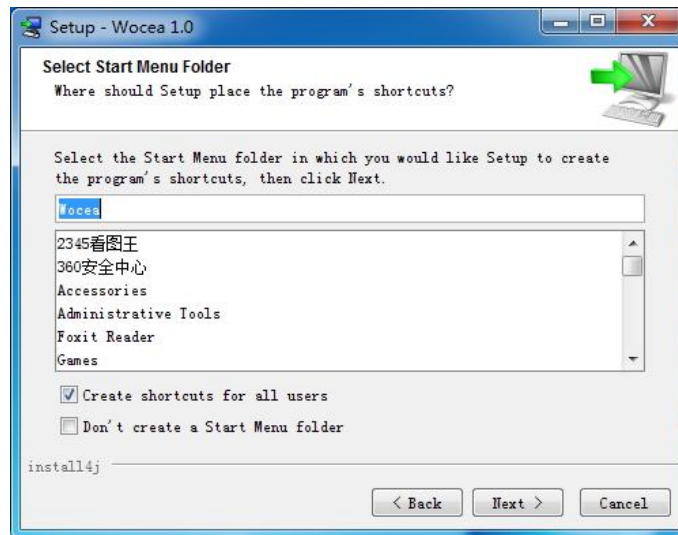 Setup - Wocea 1.0
Select Start Menu Folder
Where should Setup place the program's shortcuts?
Select the Start Menu folder in which you would like Setup to create
the program's shortcuts, then click Next.
Wocea
2345看图王
360安全中心
Accessories
Administrative Tools
Foxit Reader
Games
Create shortcuts for all users
Don't create a Start Menu folder
install4j
< Back Next > Cancel